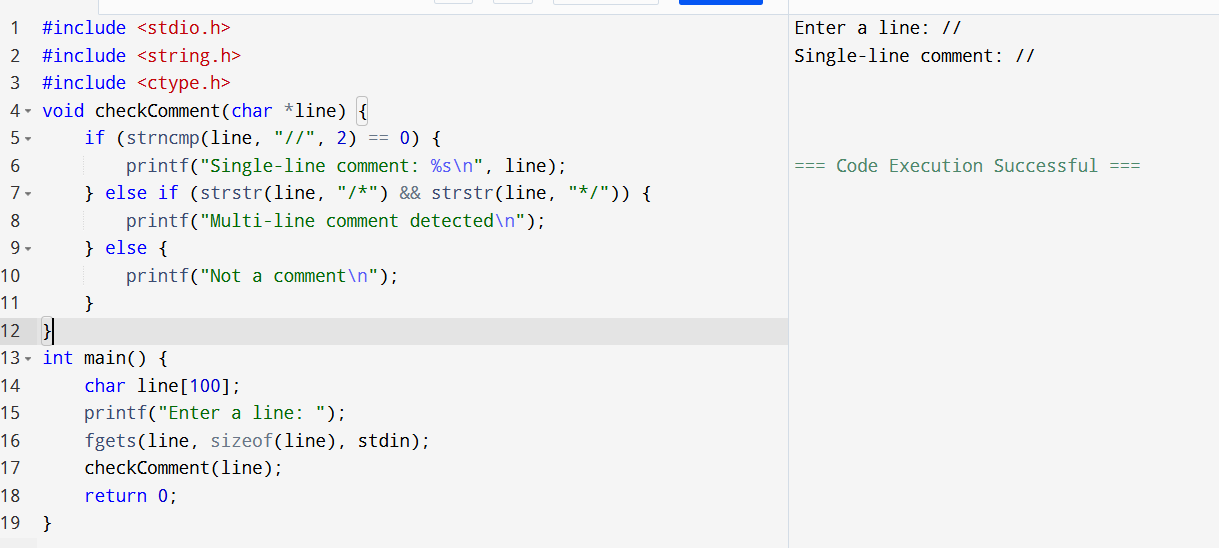 1 #include <stdio.h>
2 #include <string.h>
3 #include <ctype.h>
4 void checkComment(char *line) {
5     if (strncmp(line, "//", 2) == 0) {
6         printf("Single-line comment: %s\n", line);
7     } else if (strstr(line, "/*") && strstr(line, "*/")) {
8         printf("Multi-line comment detected\n");
9     } else {
10         printf("Not a comment\n");
11     }
12 }
13 int main() {
14     char line[100];
15     printf("Enter a line: ");
16     fgets(line, sizeof(line), stdin);
17     checkComment(line);
18     return 0;
19 }
Enter a line: //
Single-line comment: //
=== Code Execution Successful ===